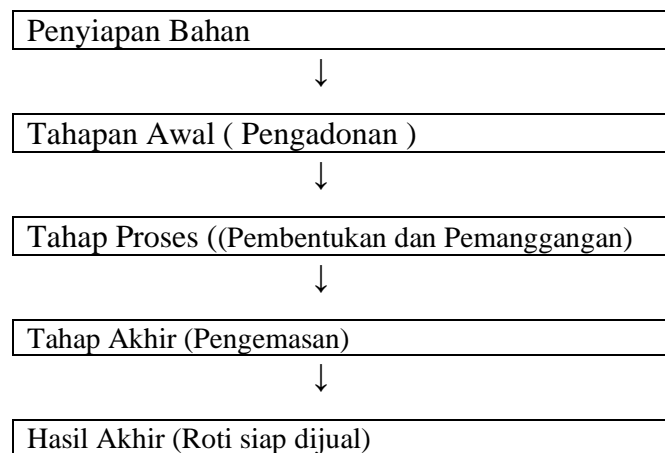 Penyiapan Bahan
↓
Tahapan Awal ( Pengadonan )
↓
Tahap Proses ((Pembentukan dan Pemanggangan)
↓
Tahap Akhir (Pengemasan)
↓
Hasil Akhir (Roti siap dijual)